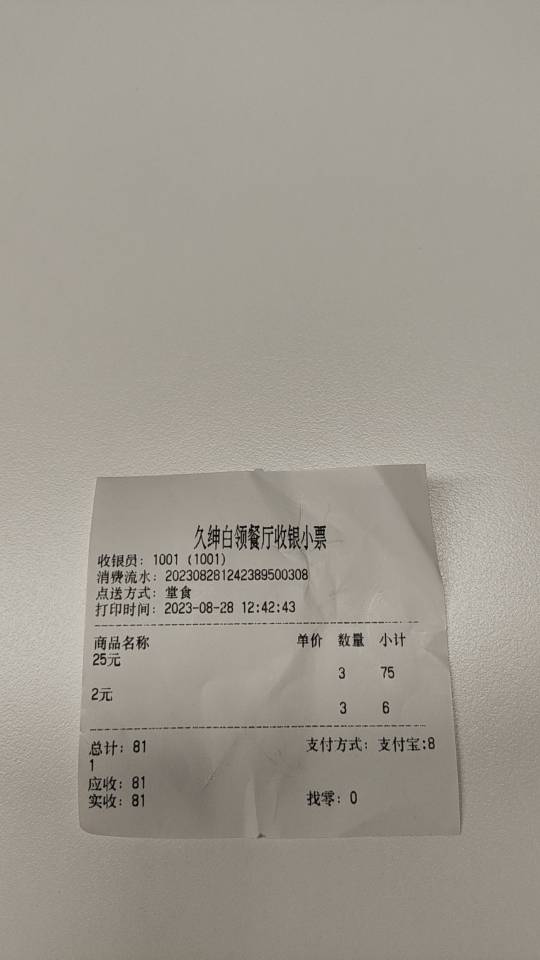 久绅白领餐厅收银小票
收银员: 1001 (1001)
消费流水: 202308281242389500308
点送方式: 堂食
打印时间: 2023-08-28 12:42:43
商品名称 单价 数量 小计
25元
3 75
2元
3 6
总计: 81 支付方式: 支付宝:8
1
应收: 81
实收: 81 找零: 0